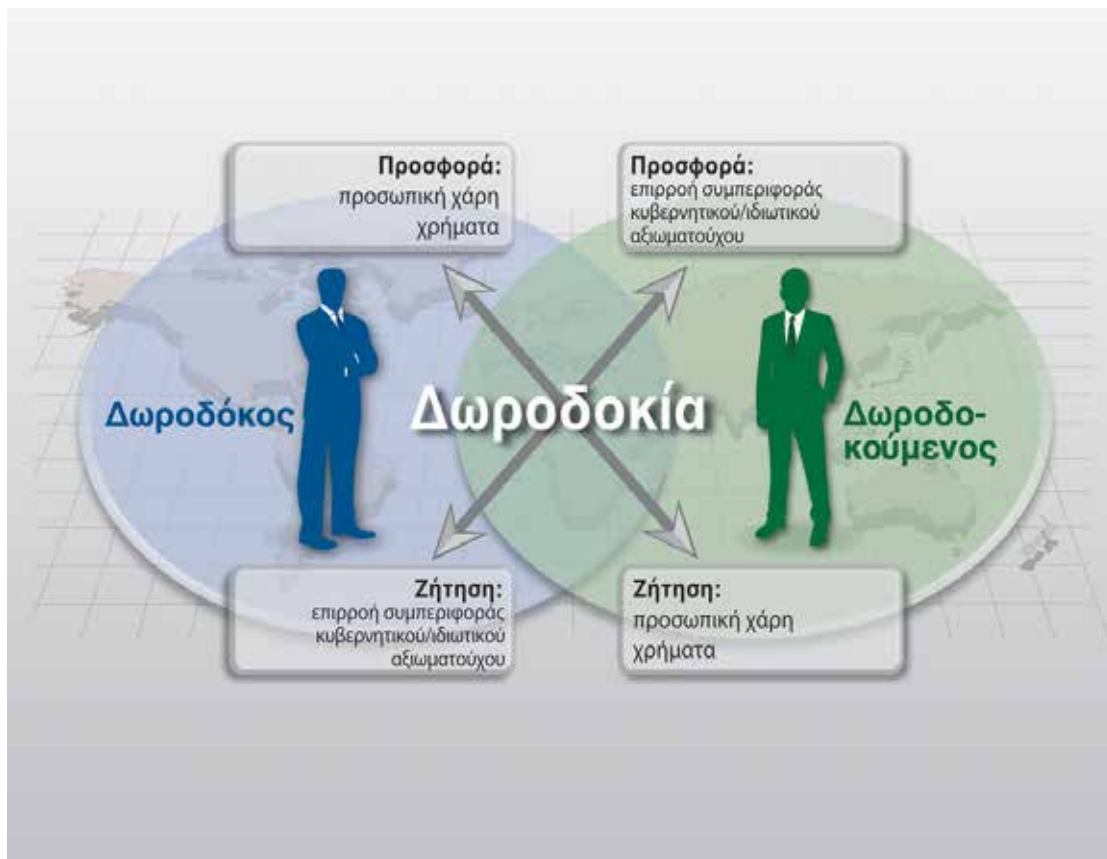 Προσφορά:
προσωπική χάρη
χρήματα
Προσφορά:
επιρροή συμπεριφοράς
κυβερνητικού/ιδιωτικού
αξιωματούχου
Δωροδόκος
Δωροδοκία
Δωροδο-
κούμενος
Ζήτηση:
επιρροή συμπεριφοράς
κυβερνητικού/ιδιωτικού
αξιωματούχου
Ζήτηση:
προσωπική χάρη
χρήματα